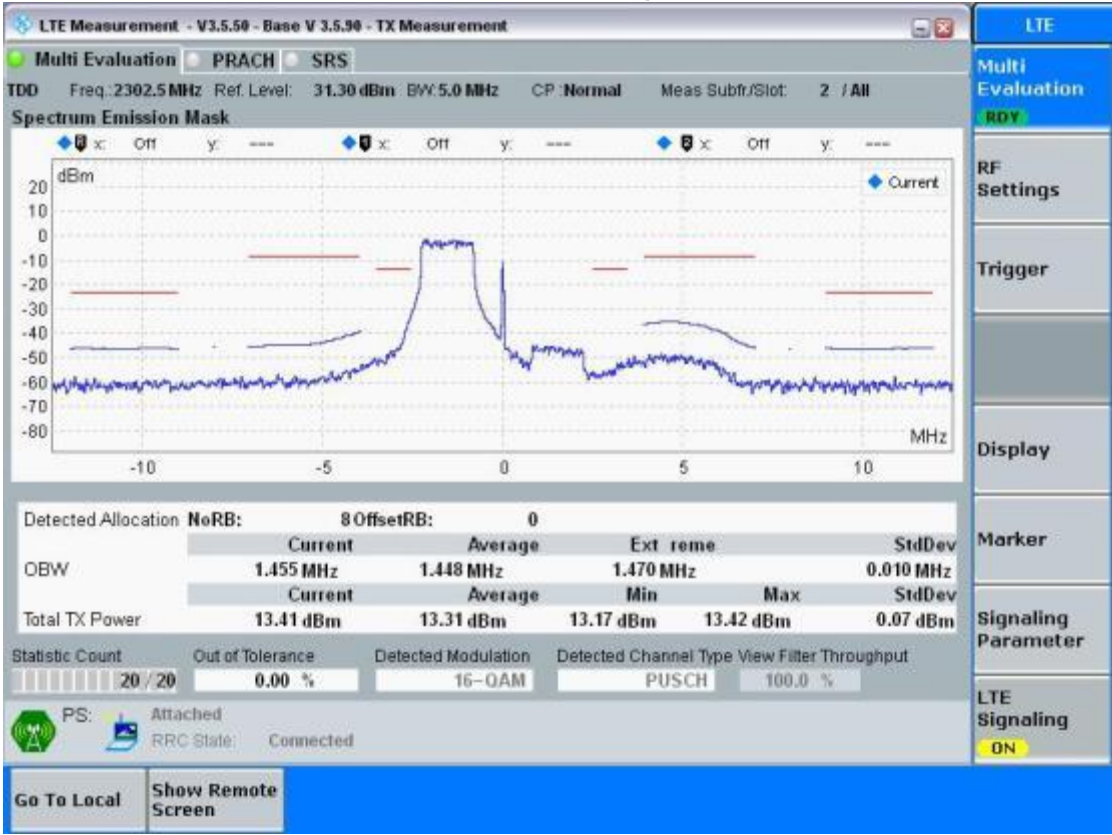 LTE Measurement - V3.5.50 - Base V 3.5.90 - TX Measurement
LTE
Multi Evaluation PRACH SRS
Multi
Evaluation
RDY
TDD Freq.:2302.5 MHz Ref. Level: 31.30 dBm BW:5.0 MHz CP :Normal Meas Subfr./Slot: 2 / All
Spectrum Emission Mask
x: Off y: --- x: Off y: --- x: Off y: ---
dBm
Current
20
10
0
-10
-20
-30
-40
-50
-60
-70
-80
MHz
-10 -5 0 5 10
RF
Settings
Trigger
Display
Marker
Signaling
Parameter
LTE
Signaling
ON
Detected Allocation NoRB: 8 OffsetRB: 0
Current Average Ext reme StdDev
OBW 1.455 MHz 1.448 MHz 1.470 MHz 0.010 MHz
Current Average Min Max StdDev
Total TX Power 13.41 dBm 13.31 dBm 13.17 dBm 13.42 dBm 0.07 dBm
Statistic Count Out of Tolerance Detected Modulation Detected Channel Type View Filter Throughput
20 / 20 0.00 % 16-QAM PUSCH 100.0 %
PS: Attached
RRC State: Connected
Go To Local
Show Remote
Screen